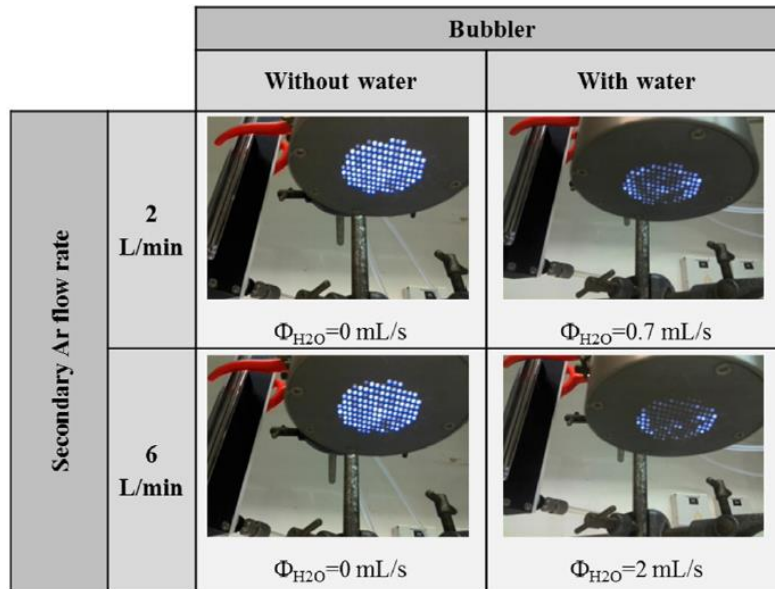 Bubbler
Without water
With water
Secondary Ar flow rate
2
L/min
ΦH2O=0 mL/s
ΦH2O=0.7 mL/s
6
L/min
ΦH2O=0 mL/s
ΦH2O=2 mL/s